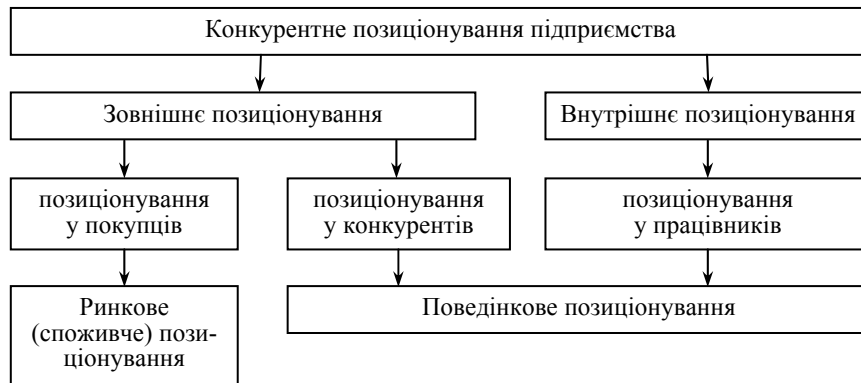 Конкурентне позиціонування підприємства
Зовнішнє позиціонування
Внутрішнє позиціонування
позиціонування
у покупців
позиціонування
у конкурентів
позиціонування
у працівників
Ринкове
(споживче) пози-
ціонування
Поведінкове позиціонування